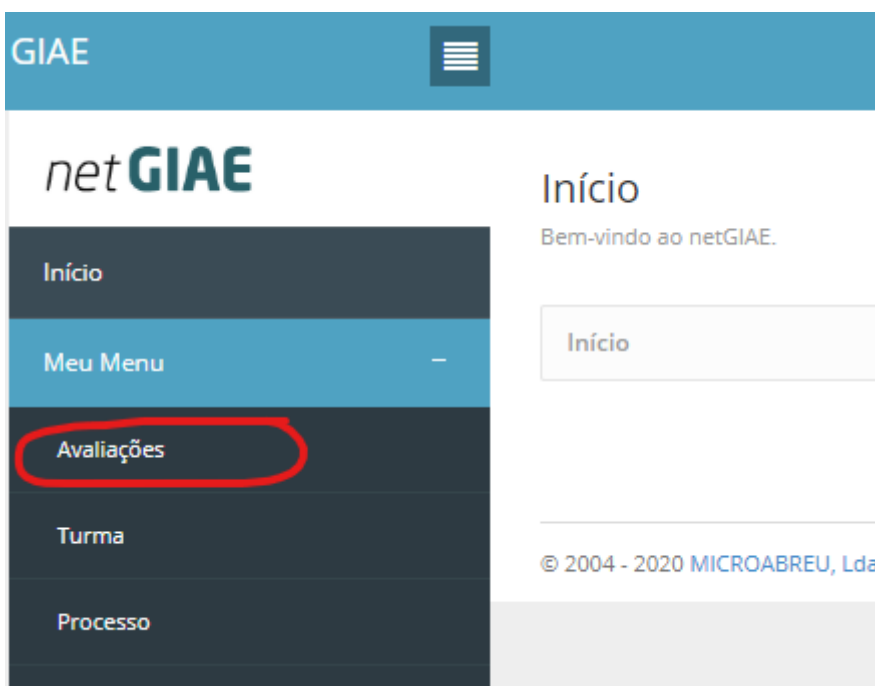 GIAE
netGIAE
Início
Meu Menu
Avaliações
Turma
Processo
Início
Bem-vindo ao netGIAE.
Início
© 2004 - 2020 MICROABREU, Lda